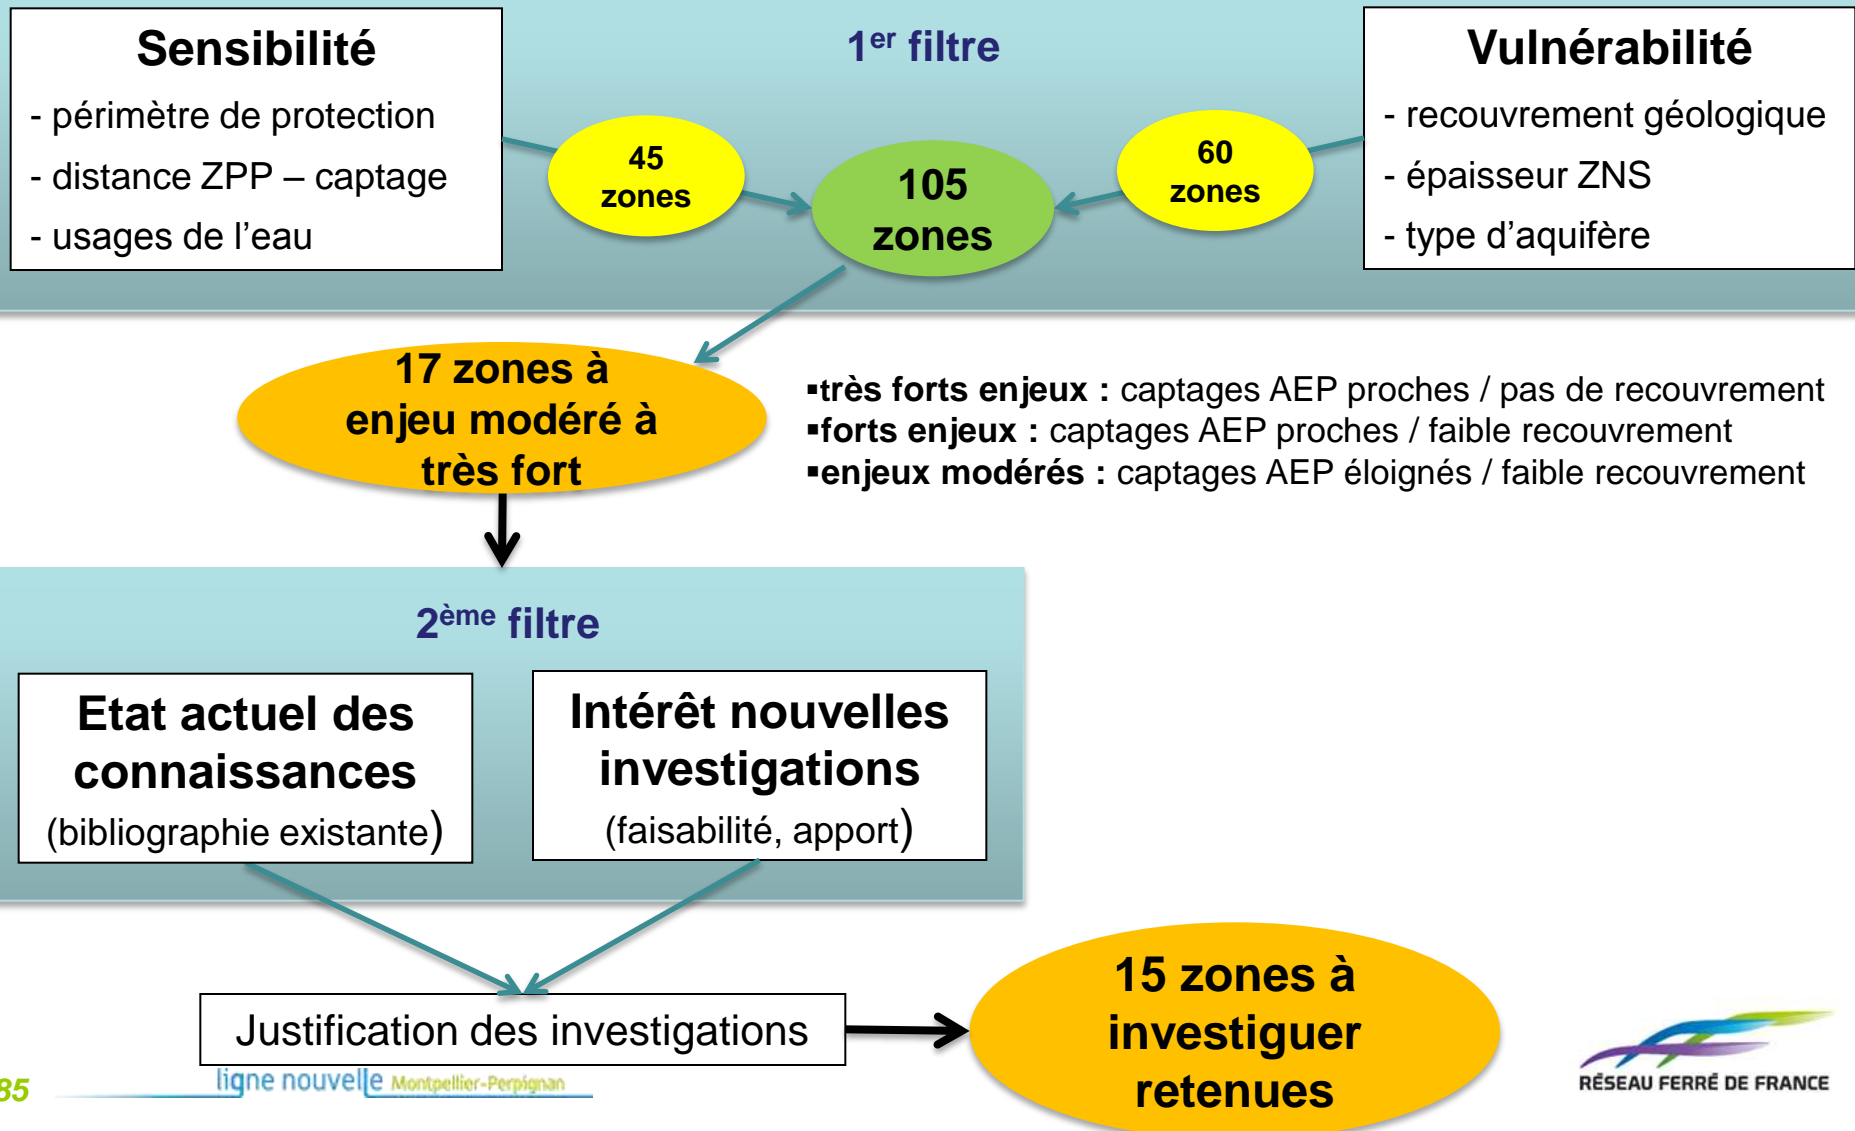 Sensibilité
- périmètre de protection
- distance ZPP – captage
- usages de l'eau
1er filtre
45
zones
105
zones
60
zones
Vulnérabilité
- recouvrement géologique
- épaisseur ZNS
- type d'aquifère
17 zones à
enjeu modéré à
très fort
▪très forts enjeux : captages AEP proches / pas de recouvrement
▪forts enjeux : captages AEP proches / faible recouvrement
▪enjeux modérés : captages AEP éloignés / faible recouvrement
2ème filtre
Etat actuel des
connaissances
(bibliographie existante)
Intérêt nouvelles
investigations
(faisabilité, apport)
Justification des investigations
15 zones à
investiguer
retenues
85
ligne nouvelle Montpellier-Perpignan
RÉSEAU FERRÉ DE FRANCE